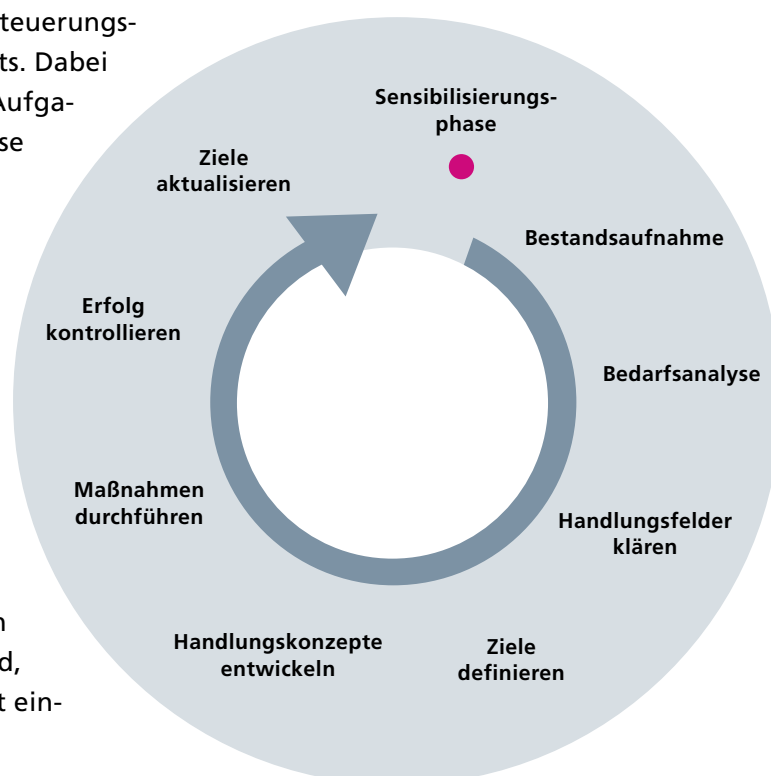 teuerungs-
ts. Dabei
Aufga-
se
Sensibilisierungs-
phase
Bestandsaufnahme
Bedarfsanalyse
Handlungsfelder
klären
Ziele
definieren
Handlungskonzepte
entwickeln
Maßnahmen
durchführen
Erfolg
kontrollieren
Ziele
aktualisieren
n
d,
t ein-